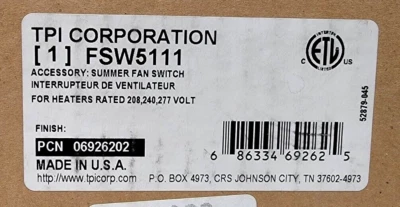 TPI CORPORATION
[1] FSW5111
ACCESSORY: SUMMER FAN SWITCH
INTERRUPTEUR DE VENTILATEUR
FOR HEATERS RATED 208,240,277 VOLT
C ETL US
52879-045
FINISH:
PCN 06926202
MADE IN U.S.A.
6 86334 69262 5
http://www.tpicorp.com P.O. BOX 4973, CRS JOHNSON CITY, TN 37602-4973